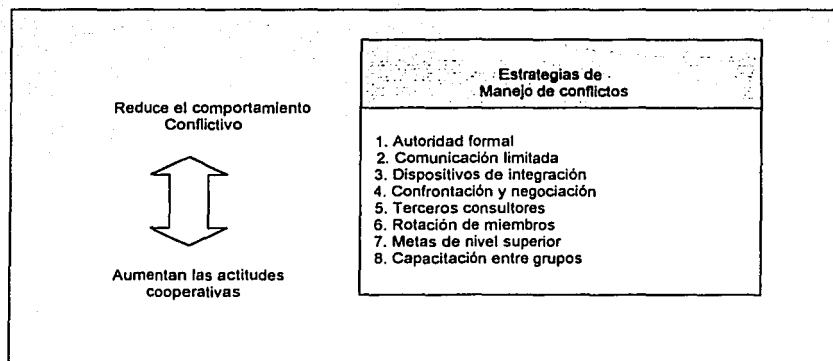 Reduce el comportamiento
Conflictivo
Aumentan las actitudes
cooperativas
Estrategias de
Manejo de conflictos
1. Autoridad formal
2. Comunicación limitada
3. Dispositivos de integración
4. Confrontación y negociación
5. Terceros consultores
6. Rotación de miembros
7. Metas de nivel superior
8. Capacitación entre grupos